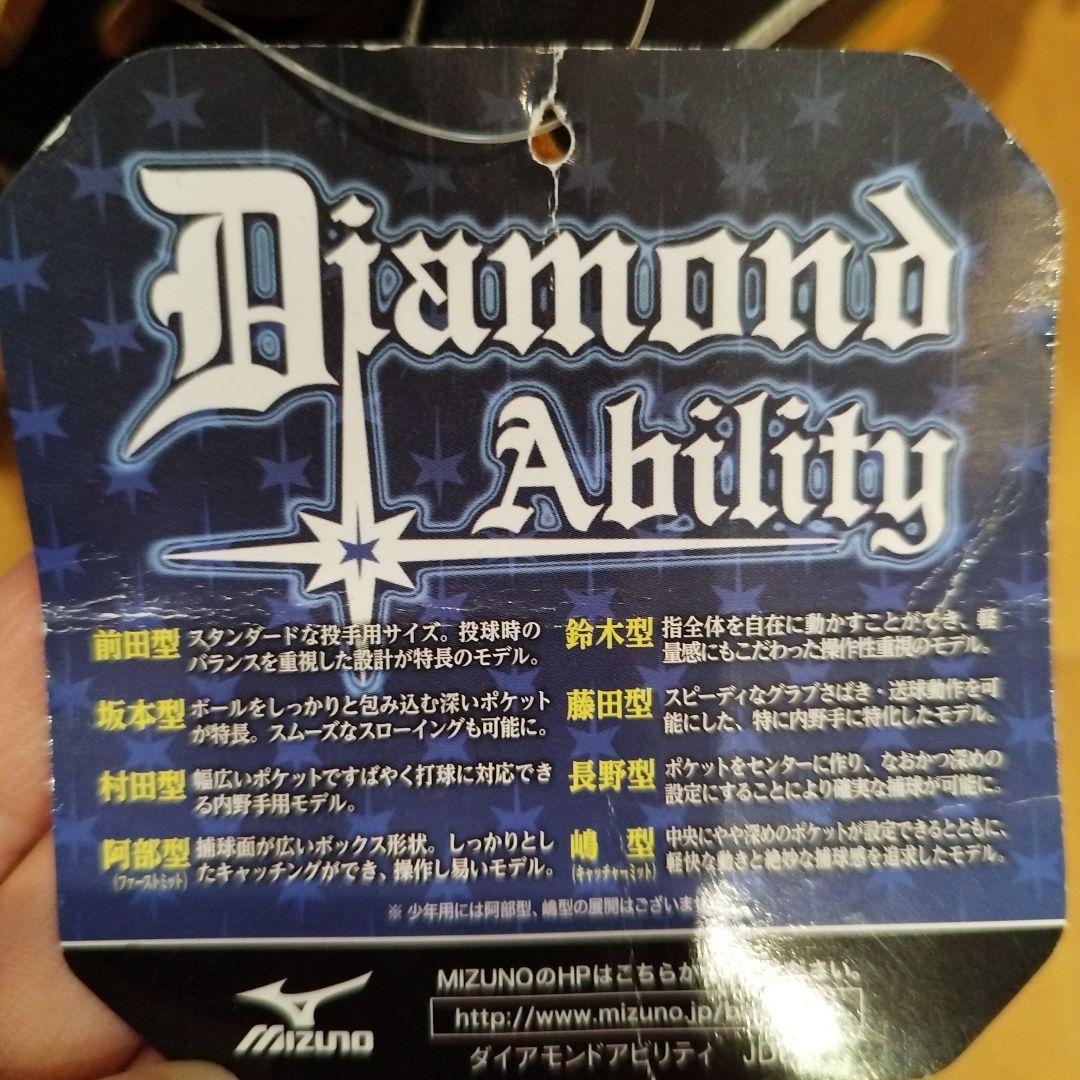 Diamond
Ability
前田型 スタンダードな投手用サイズ。投球時の
バランスを重視した設計が特長のモデル。
坂本型 ボールをしっかりと包み込む深いポケット
が特長。スムーズなスローイングも可能に。
村田型 幅広いポケットですばやく打球に対応でき
る内野手用モデル。
阿部型 捕球面が広いボックス形状。しっかりとし
(ファーストミット) たキャッチングができ、操作し易いモデル。
鈴木型 指全体を自在に動かすことができ、軽
量感にもこだわった操作性重視のモデル。
藤田型 スピーディなグラブさばき・送球動作を可
能にした、特に内野手に特化したモデル。
長野型 ポケットをセンターに作り、なおかつ深めの
設定にすることにより確実な捕球が可能に。
嶋 型 中央にやや深めのポケットが設定できるとともに、
(キャッチャーミット) 軽快な動きと絶妙な捕球感を追求したモデル。
※ 少年用には阿部型、嶋型の展開はございませ
MIZUNO
MIZUNOのHPはこちらか さい。
http://www.mizuno.jp/b
ダイアモンドアビリティ JD